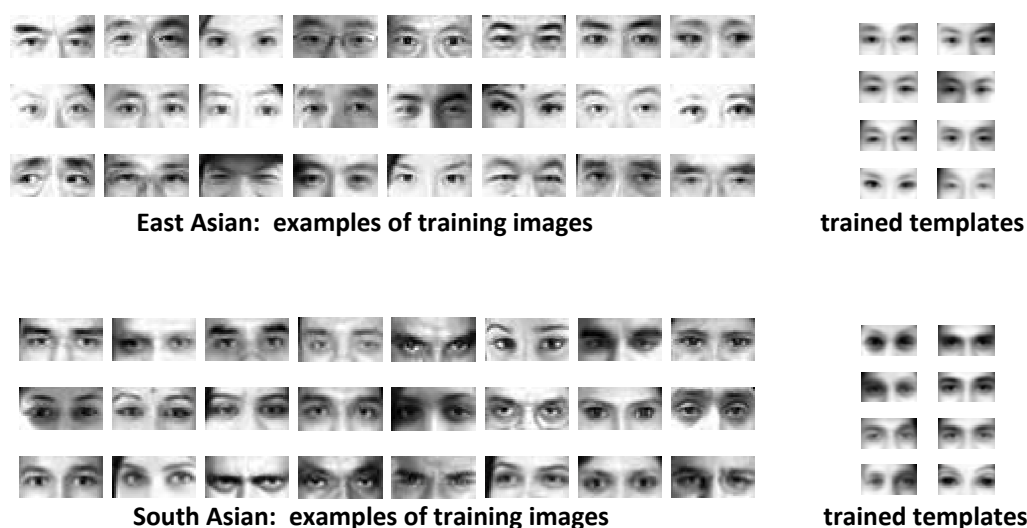 East Asian:  examples of training images
trained templates
South Asian:  examples of training images
trained templates